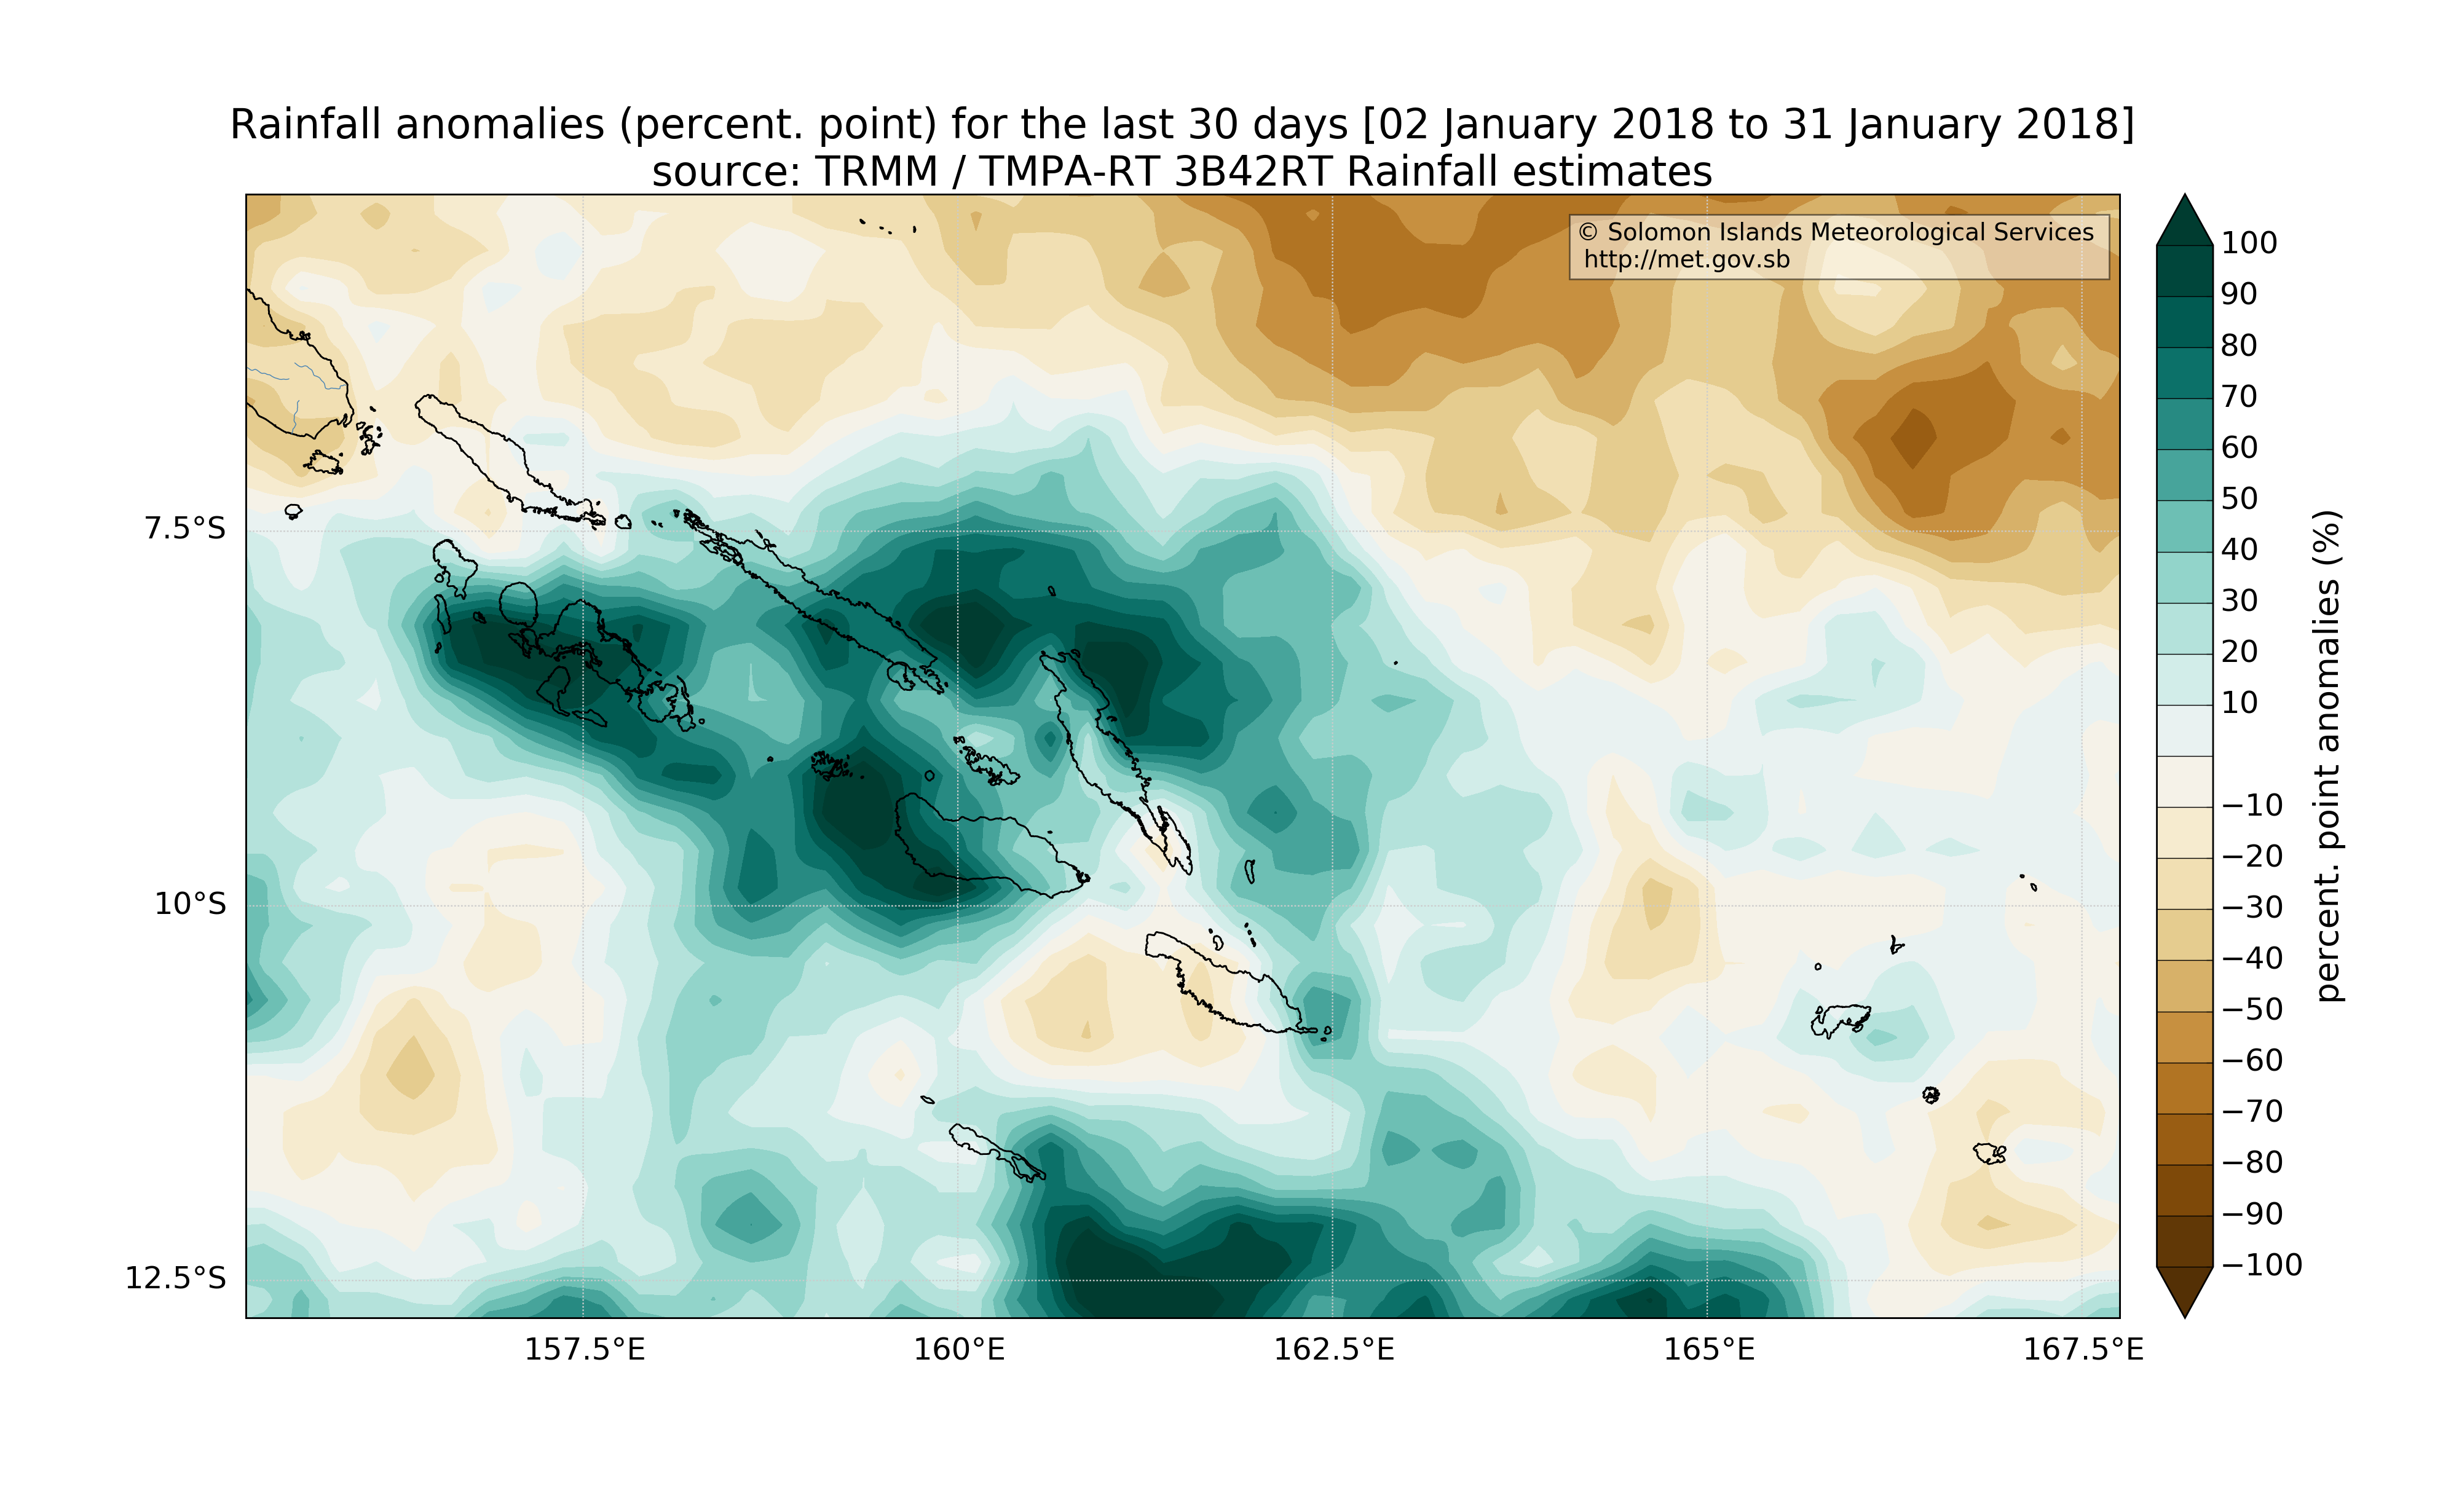 Rainfall anomalies (percent. point) for the last 30 days [02 January 2018 to 31 January 2018]
source: TRMM / TMPA-RT 3B42RT Rainfall estimates
© Solomon Islands Meteorological Services
http://met.gov.sb
7.5°S
10°S
12.5°S
157.5°E
160°E
162.5°E
165°E
167.5°E
100
90
80
70
60
50
40
30
20
10
−10
−20
−30
−40
−50
−60
−70
−80
−90
−100
percent. point anomalies (%)